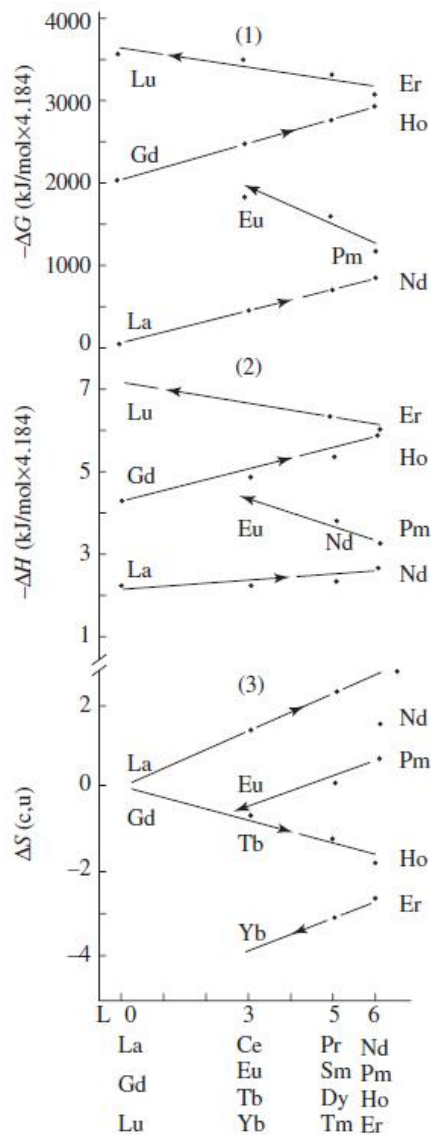 −ΔG (kJ/mol×4.184)
4000
3000
2000
1000
0
(1)
Lu
Er
Ho
Gd
Eu
Pm
La
Nd
−ΔH (kJ/mol×4.184)
7
5
3
1
(2)
Lu
Er
Ho
Gd
Eu
Nd
Pm
La
Nd
ΔS (c,u)
2
0
−2
−4
(3)
Nd
La
Eu
Pm
Gd
Tb
Ho
Er
Yb
L 0 3 5 6
La Ce Pr Nd
Gd Eu Sm Pm
Tb Dy Ho
Lu Yb Tm Er